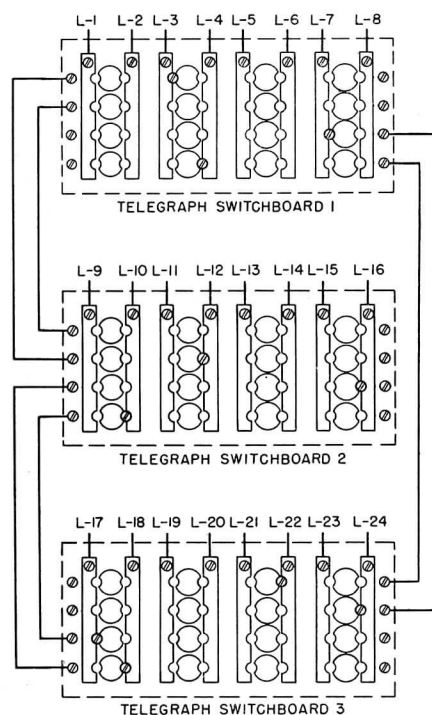 L-1 L-2 L-3 L-4 L-5 L-6 L-7 L-8
TELEGRAPH SWITCHBOARD 1
L-9 L-10 L-11 L-12 L-13 L-14 L-15 L-16
TELEGRAPH SWITCHBOARD 2
L-17 L-18 L-19 L-20 L-21 L-22 L-23 L-24
TELEGRAPH SWITCHBOARD 3